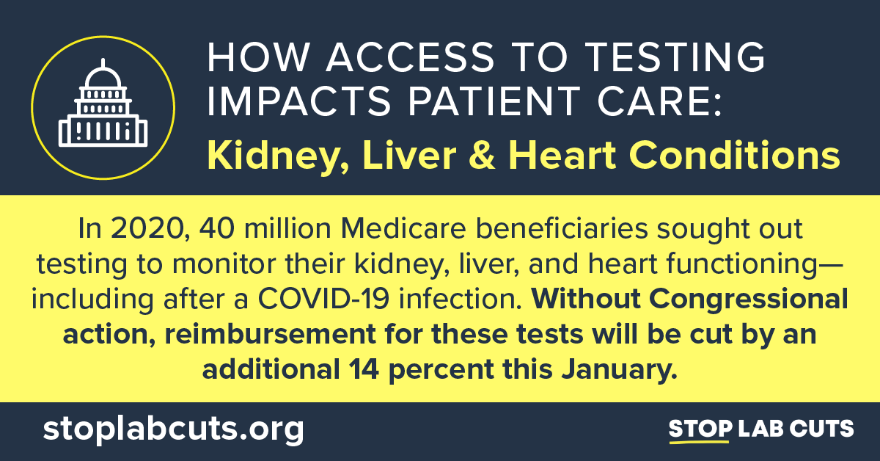 HOW ACCESS TO TESTING
IMPACTS PATIENT CARE:
Kidney, Liver & Heart Conditions
In 2020, 40 million Medicare beneficiaries sought out
testing to monitor their kidney, liver, and heart functioning—
including after a COVID-19 infection. Without Congressional
action, reimbursement for these tests will be cut by an
additional 14 percent this January.
stoplabcuts.org
STOP LAB CUTS